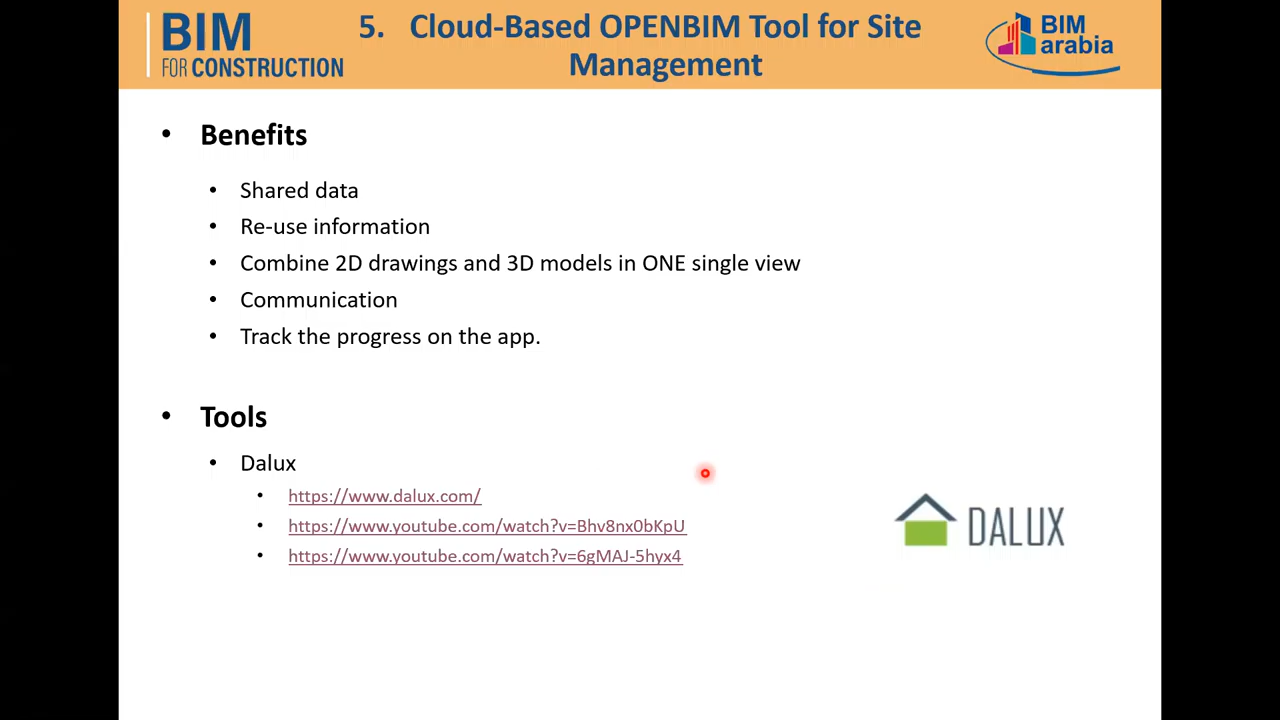 BIM
FOR CONSTRUCTION
5. Cloud-Based OPENBIM Tool for Site
Management
BIM
arabia
• Benefits
• Shared data
• Re-use information
• Combine 2D drawings and 3D models in ONE single view
• Communication
• Track the progress on the app.
• Tools
• Dalux
• https://www.dalux.com/
• https://www.youtube.com/watch?v=Bhv8nx0bKpU
• https://www.youtube.com/watch?v=6gMAJ-5hyx4
DALUX